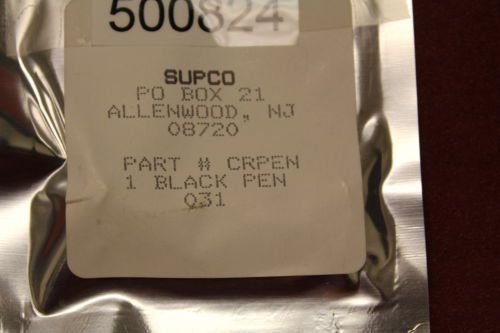 500824
SUPCO
PO BOX 21
ALLENWOOD, NJ
08720
PART # CRPEN
1 BLACK PEN
031